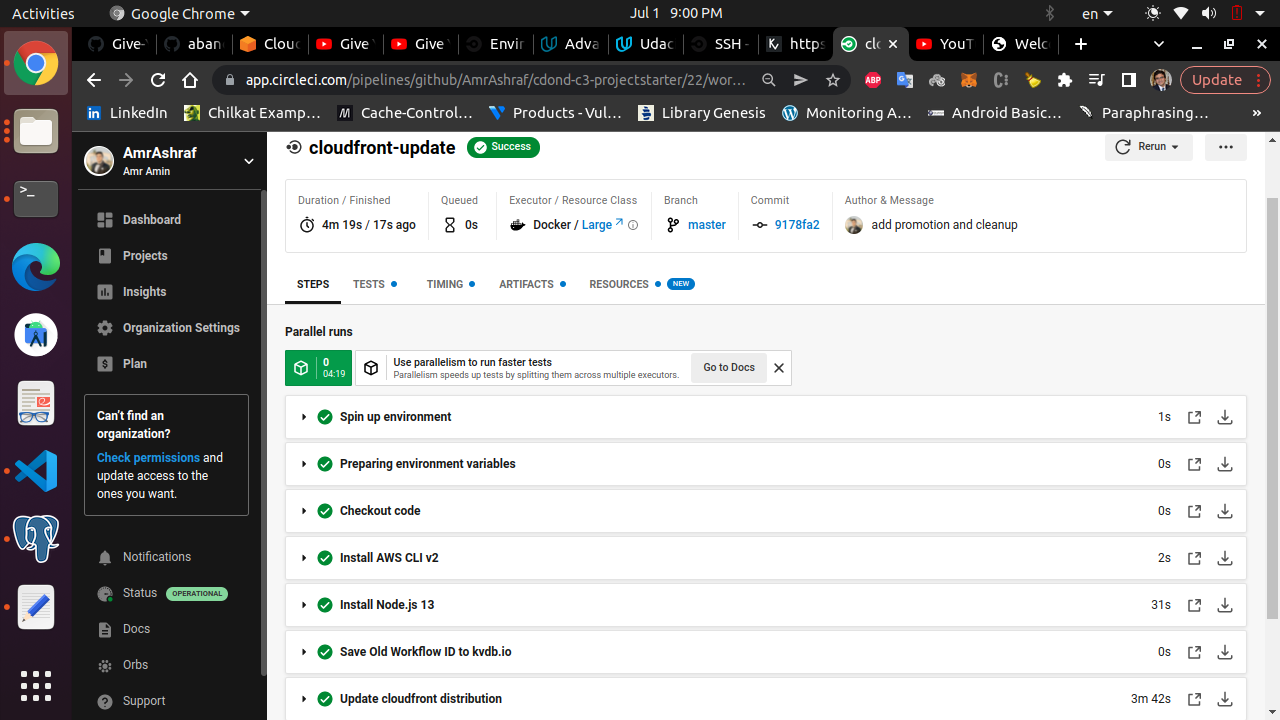 Activities
Google Chrome
Jul 1 9:00 PM
en
Give-
aban
Clou
Give
Give
Envir
Adva
Udac
SSH -
https
clo
YouT
Welc
app.circleci.com/pipelines/github/AmrAshraf/cdond-c3-projectstarter/22/wor...
ABP
Update
LinkedIn
Chilkat Examp...
Cache-Control...
Products - Vul...
Library Genesis
Monitoring A...
Android Basic...
Paraphrasing...
»
AmrAshraf
Amr Amin
Dashboard
Projects
Insights
Organization Settings
Plan
Can't find an
organization?
Check permissions and
update access to the
ones you want.
Notifications
Status OPERATIONAL
Docs
Orbs
Support
cloudfront-update
Success
Rerun
Duration / Finished
4m 19s / 17s ago
Queued
0s
Executor / Resource Class
Docker / Large
Branch
master
Commit
9178fa2
Author & Message
add promotion and cleanup
STEPS
TESTS
TIMING
ARTIFACTS
RESOURCES
NEW
Parallel runs
0
04:19
Use parallelism to run faster tests
Parallelism speeds up tests by splitting them across multiple executors.
Go to Docs
Spin up environment 1s
Preparing environment variables 0s
Checkout code 0s
Install AWS CLI v2 2s
Install Node.js 13 31s
Save Old Workflow ID to kvdb.io 0s
Update cloudfront distribution 3m 42s